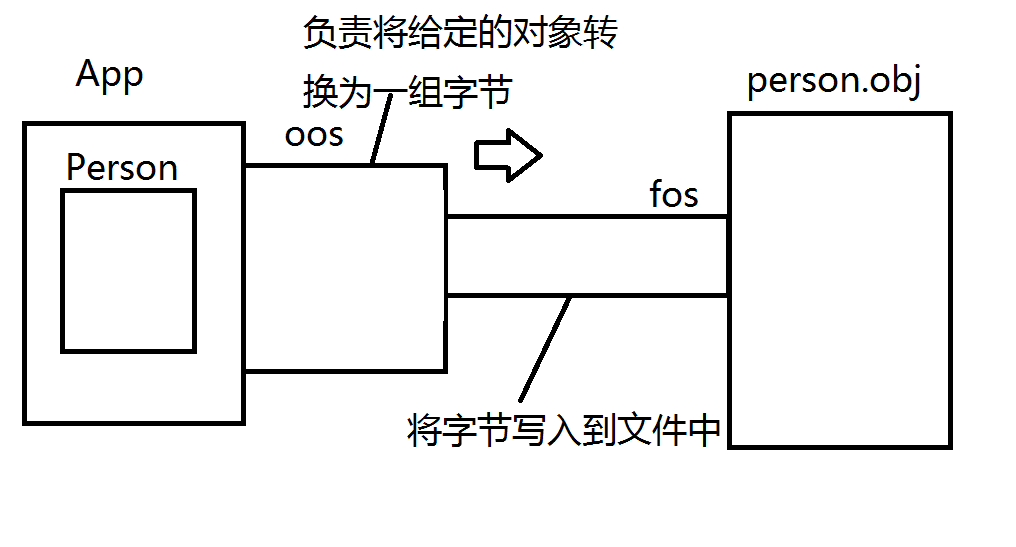 负责将给定的对象转
换为一组字节
App
person.obj
oos
Person
fos
将字节写入到文件中